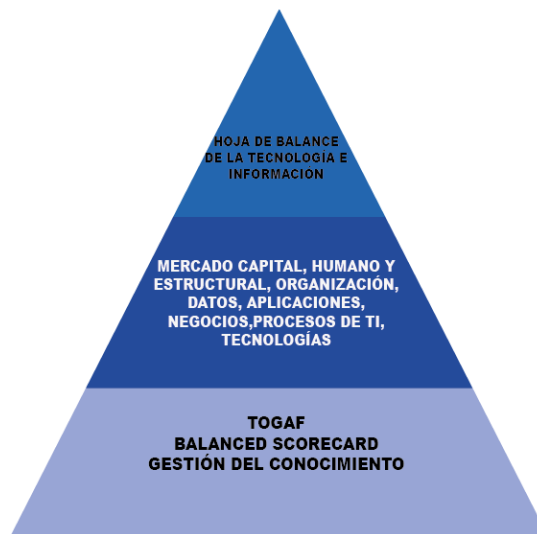 HOJA DE BALANCE
DE LA TECNOLOGÍA E
INFORMACION
MERCADO CAPITAL, HUMANO Y
ESTRUCTURAL, ORGANIZACIÓN,
DATOS, APLICACIONES,
NEGOCIOS,PROCESOS DE TI,
TECNOLOGÍAS
TOGAF
BALANCED SCORECARD
GESTIÓN DEL CONOCIMIENTO